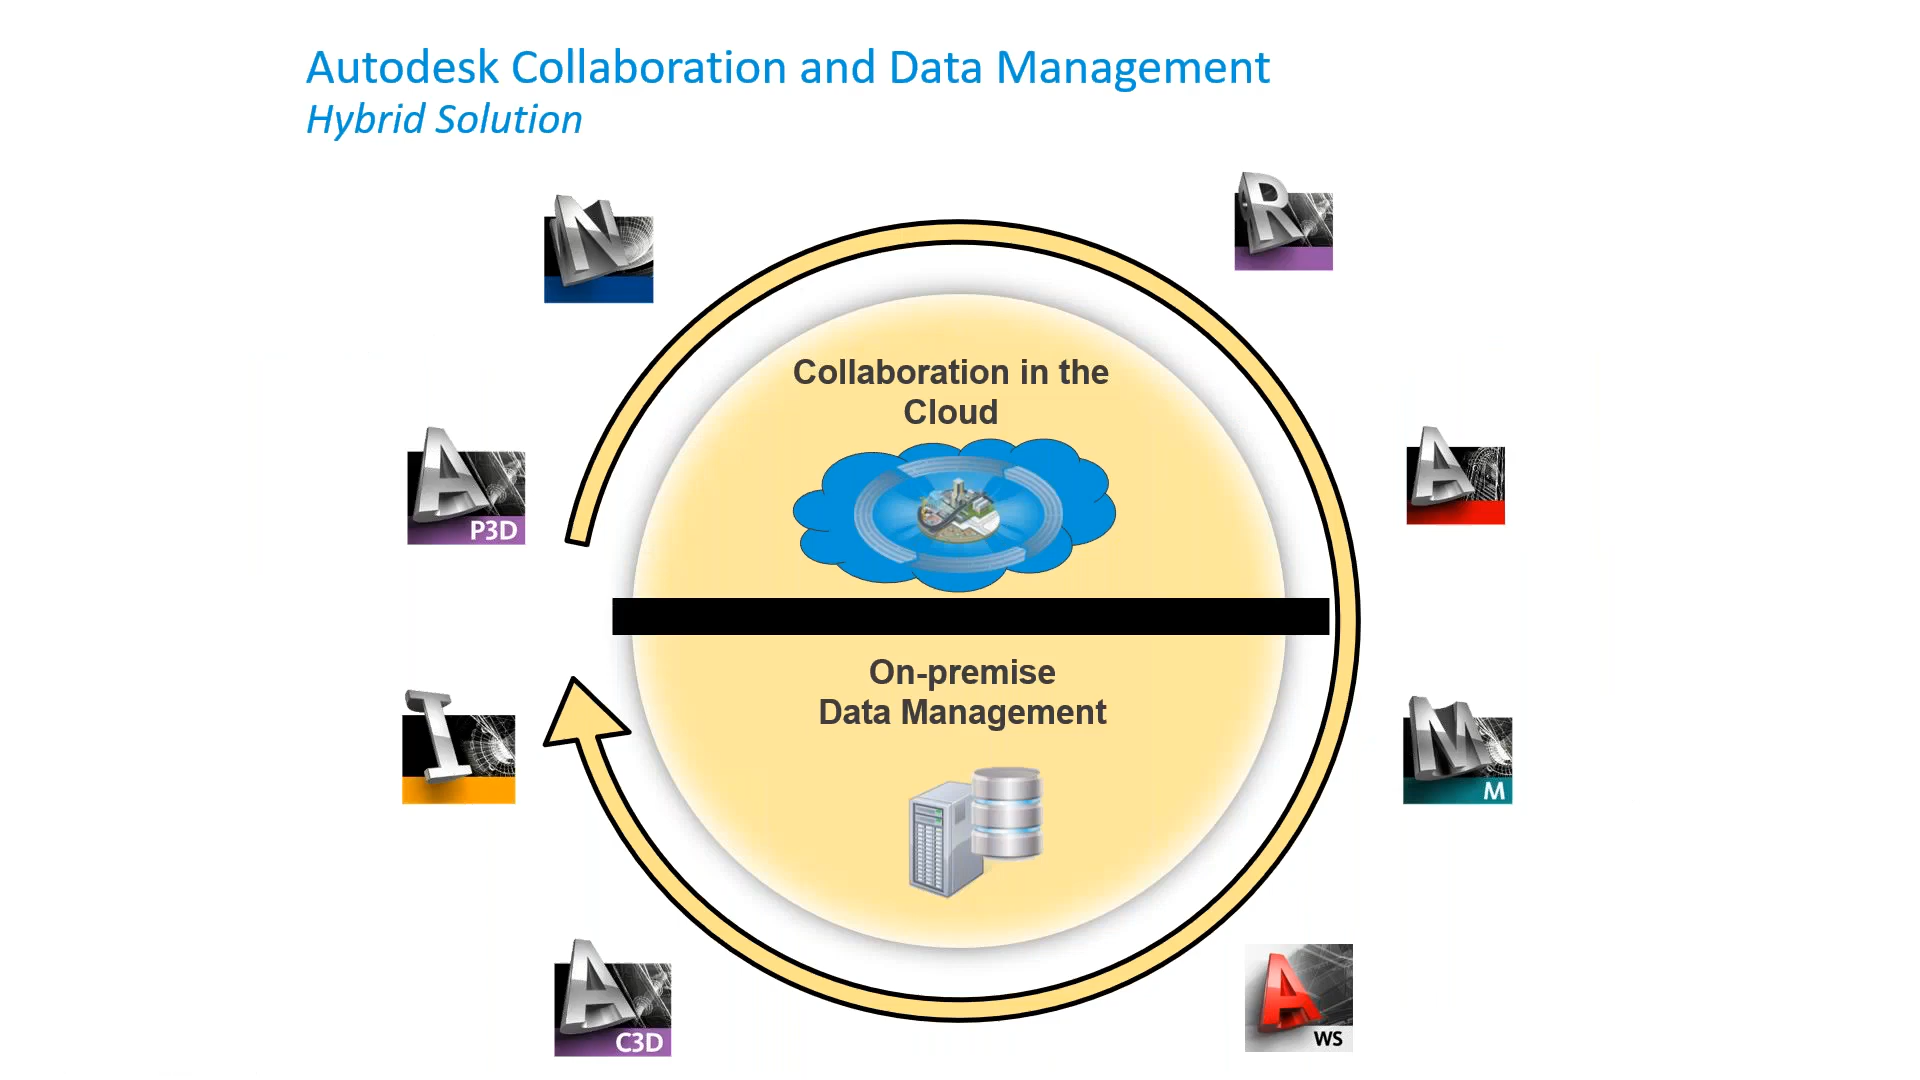 Autodesk Collaboration and Data Management
Hybrid Solution
N
R
Collaboration in the
Cloud
A
P3D
A
On-premise
Data Management
I
M
M
A
C3D
A
WS